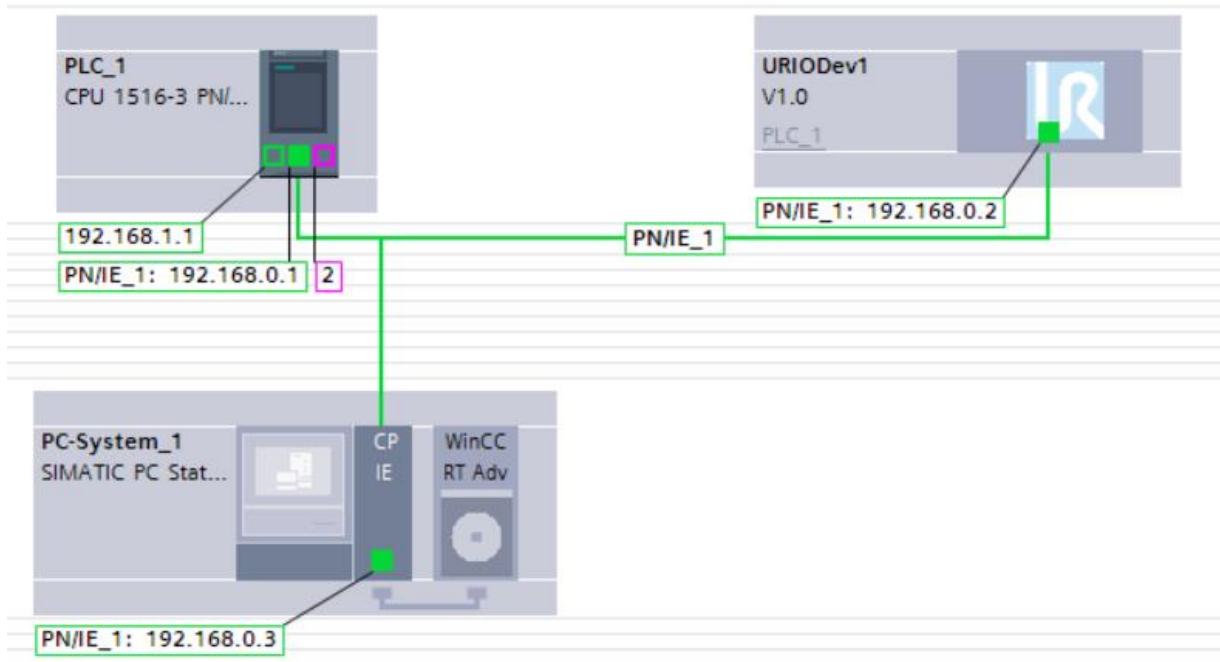 PLC_1
CPU 1516-3 PN/...
URIODev1
V1.0
PLC_1
PN/IE_1: 192.168.0.2
192.168.1.1
PN/IE_1
PN/IE_1: 192.168.0.1
2
PC-System_1
SIMATIC PC Stat...
CP
IE
WinCC
RT Adv
PN/IE_1: 192.168.0.3